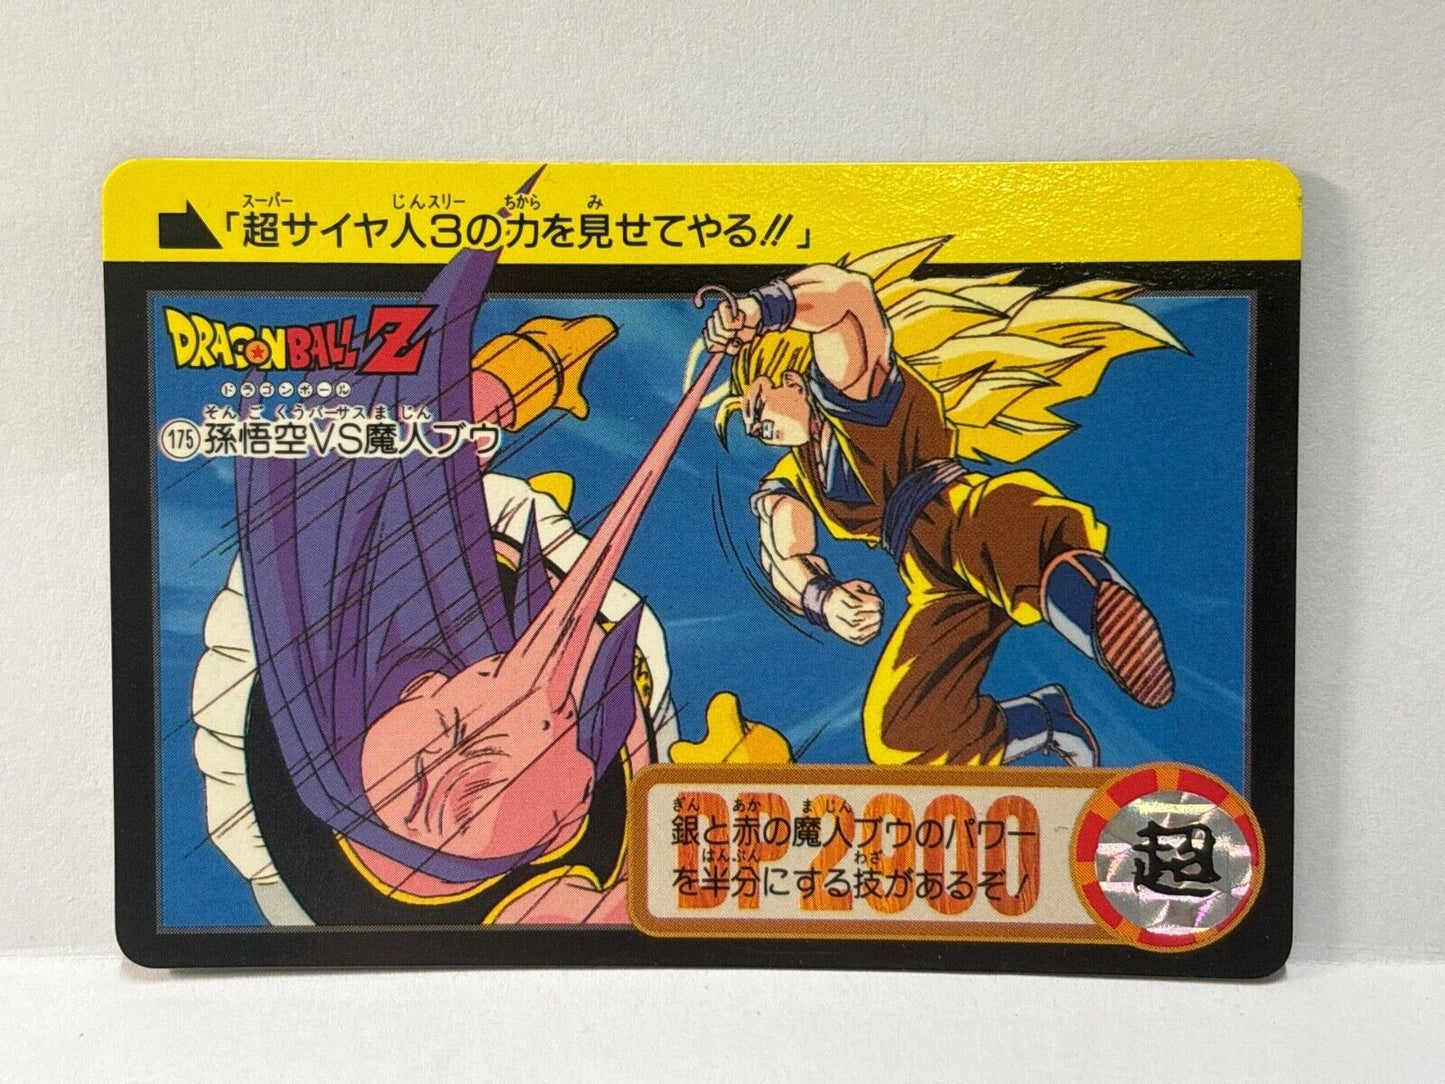 スーパー じんスリー ちから み
「超サイヤ人3の力を見せてやる!!」
DRAGON BALL Z
ドラゴンボール
そんごくうバーサスまじん
175 孫悟空VS魔人ブウ
DP2900
ぎん あか まじん
銀と赤の魔人ブウのパワー
はんぶん わざ
を半分にする技があるぞ!
超